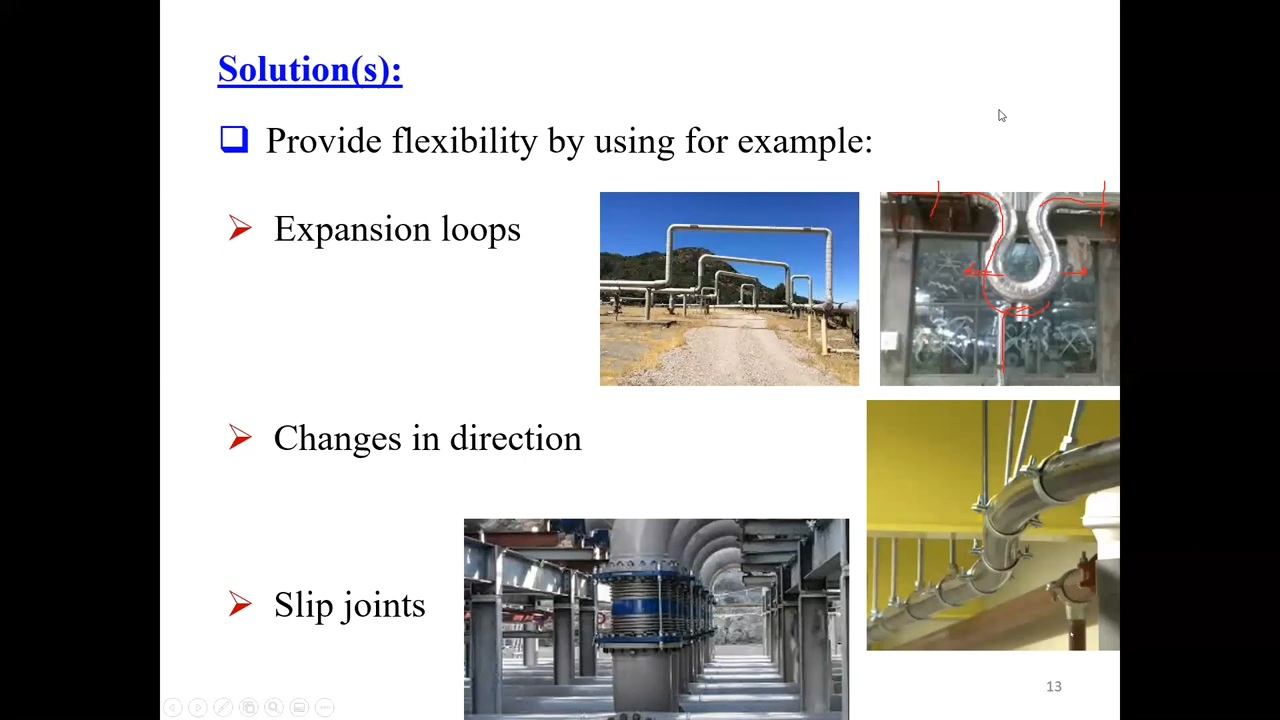 Solution(s):
Provide flexibility by using for example:
Expansion loops
Changes in direction
Slip joints
13